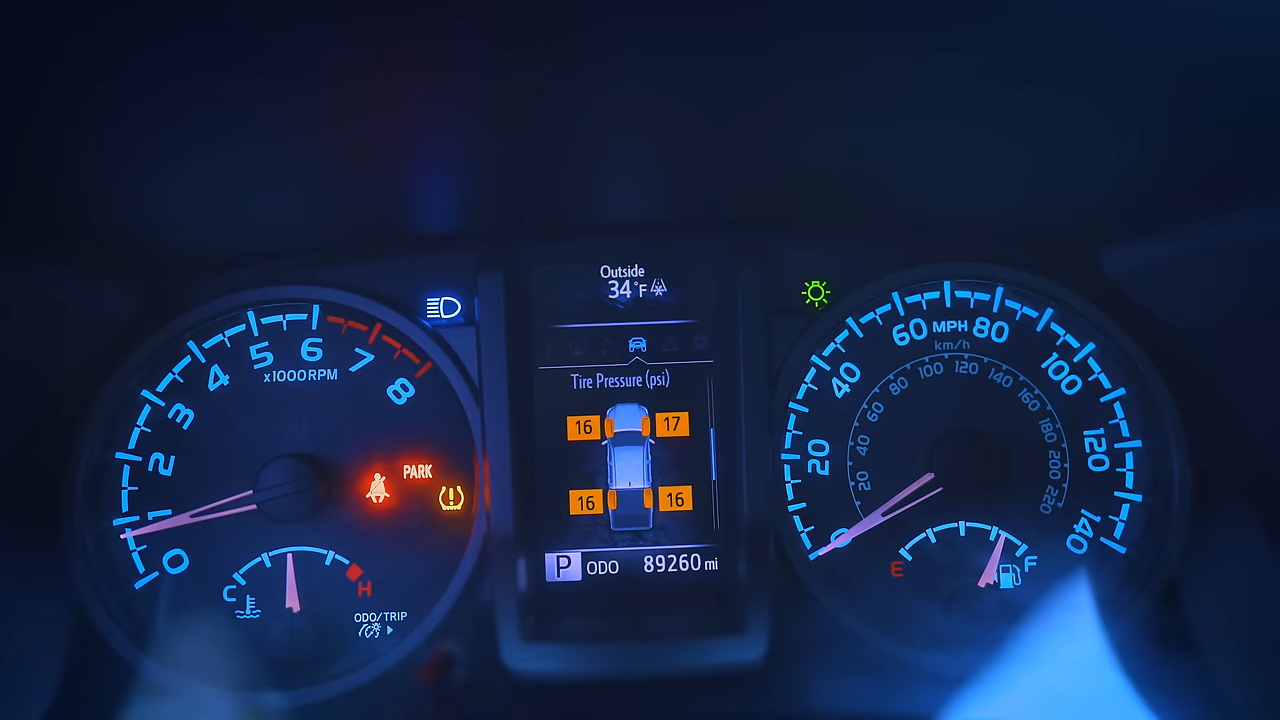 Outside
34°F
Tire Pressure (psi)
16 17
16 16
P ODO 89260 mi
0 1 2 3 4 5 6 7 8
x1000RPM
PARK
C H
ODO/TRIP
0 20 40 60 80 100 120 140
MPH
km/h
20 40 60 80 100 120 140 160 180 200 220
E F